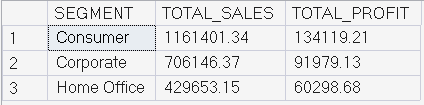 SEGMENT TOTAL_SALES TOTAL_PROFIT
1 Consumer 1161401.34 134119.21
2 Corporate 706146.37 91979.13
3 Home Office 429653.15 60298.68